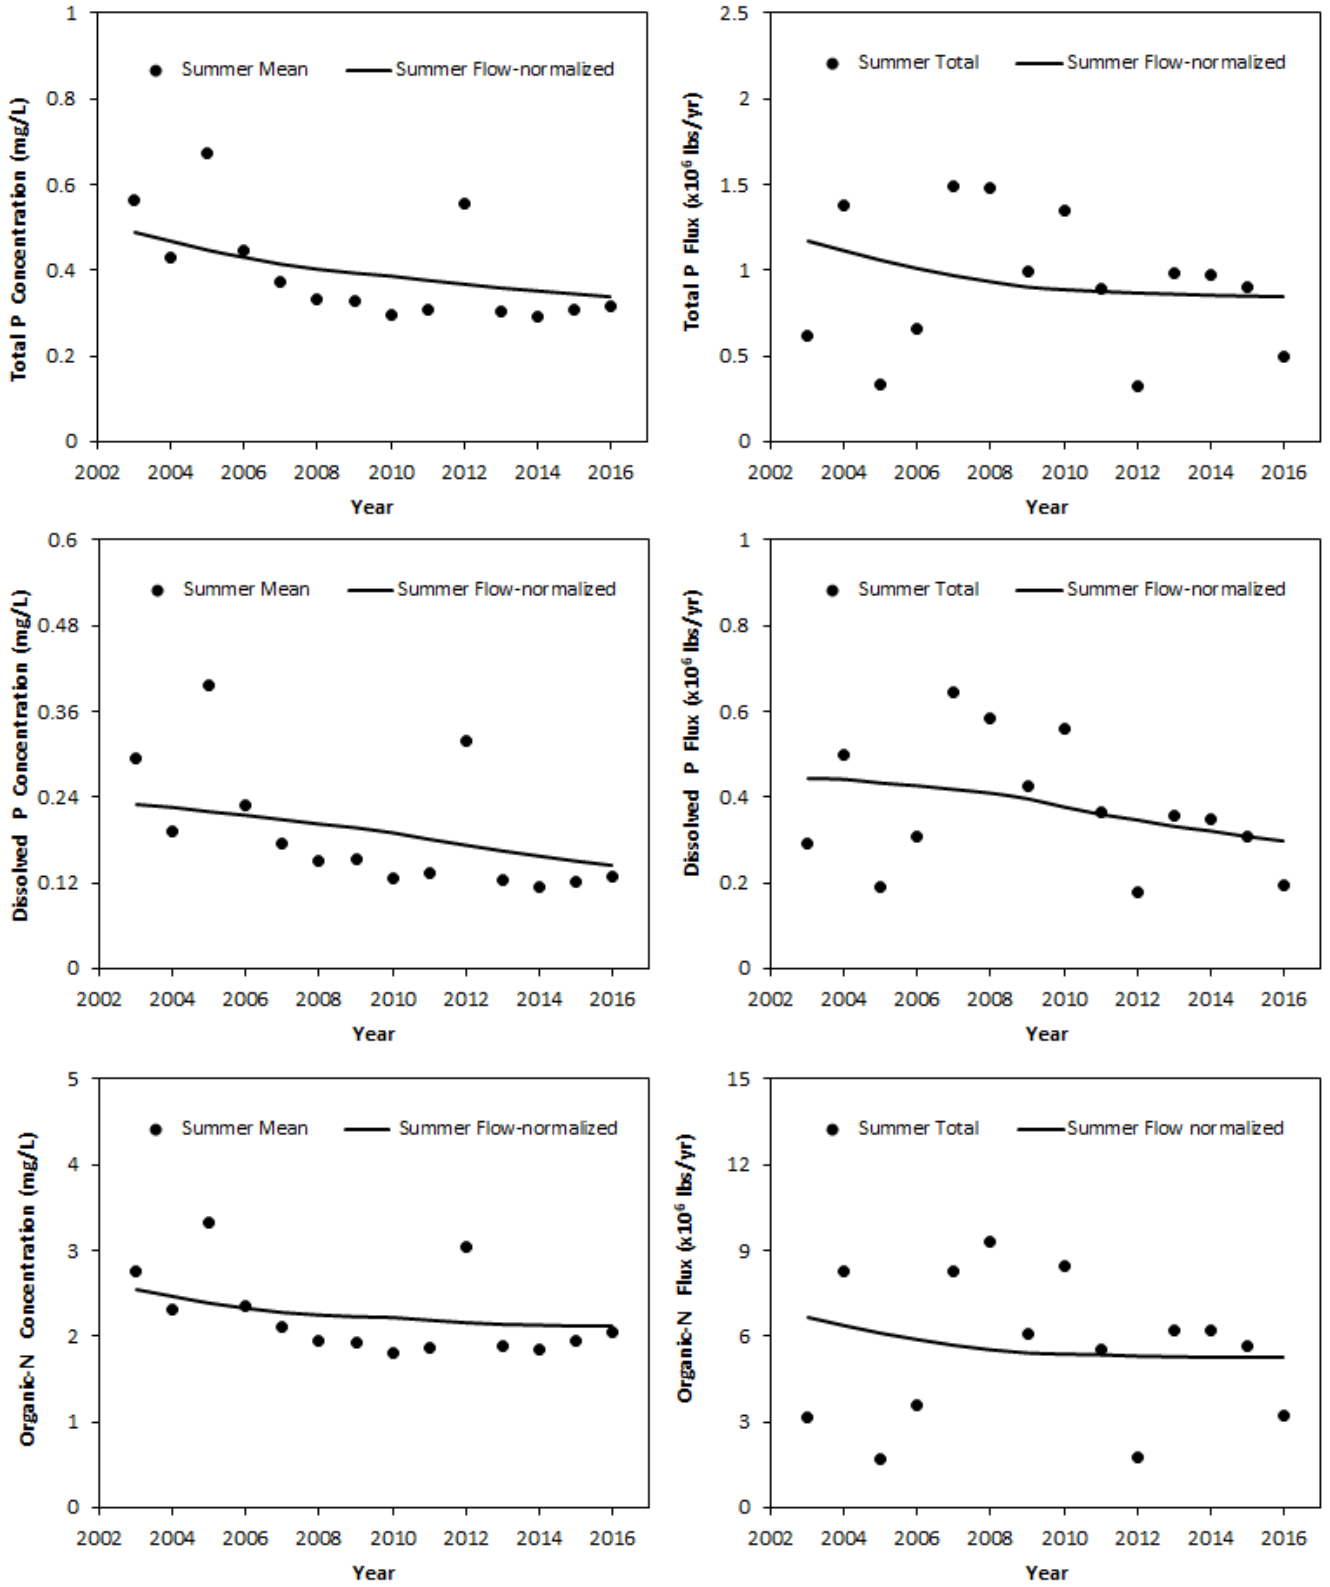 Total P Concentration (mg/L)
1
0.8
0.6
0.4
0.2
0
Summer Mean Summer Flow-normalized
2002 2004 2006 2008 2010 2012 2014 2016
Year
Total P Flux (x10⁶ lbs/yr)
2.5
2
1.5
1
0.5
0
Summer Total Summer Flow-normalized
2002 2004 2006 2008 2010 2012 2014 2016
Year
Dissolved P Concentration (mg/L)
0.6
0.48
0.36
0.24
0.12
0
Summer Mean Summer Flow-normalized
2002 2004 2006 2008 2010 2012 2014 2016
Year
Dissolved P Flux (x10⁶ lbs/yr)
1
0.8
0.6
0.4
0.2
0
Summer Total Summer Flow-normalized
2002 2004 2006 2008 2010 2012 2014 2016
Year
Organic-N Concentration (mg/L)
5
4
3
2
1
0
Summer Mean Summer Flow-normalized
2002 2004 2006 2008 2010 2012 2014 2016
Year
Organic-N Flux (x10⁶ lbs/yr)
15
12
9
6
3
0
Summer Total Summer Flow normalized
2002 2004 2006 2008 2010 2012 2014 2016
Year